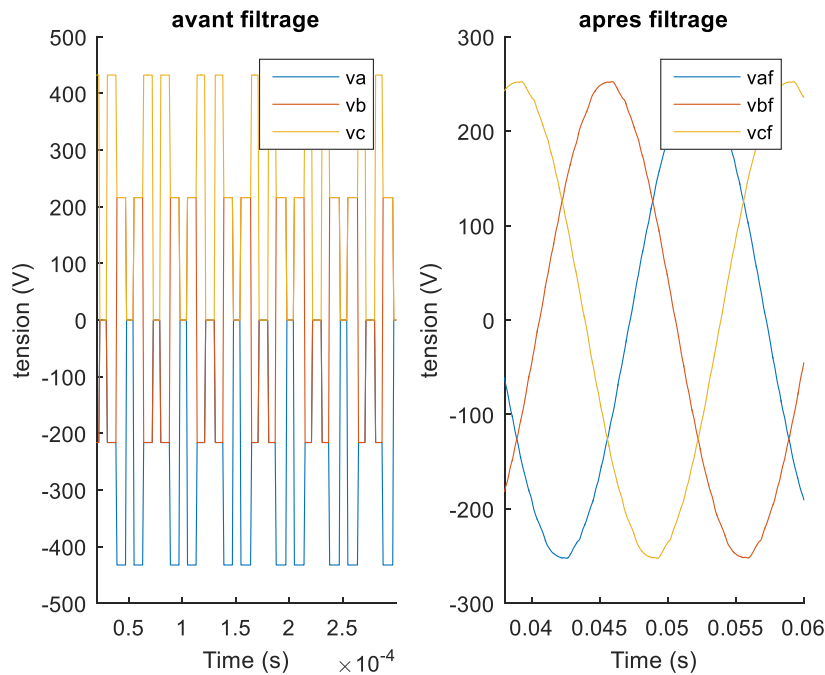 avant filtrage
500
400
300
200
100
0
-100
-200
-300
-400
-500
tension (V)
va
vb
vc
0.5
1
1.5
2
2.5
×10-4
Time (s)
apres filtrage
300
200
100
0
-100
-200
-300
tension (V)
vaf
vbf
vcf
0.04
0.045
0.05
0.055
0.06
Time (s)